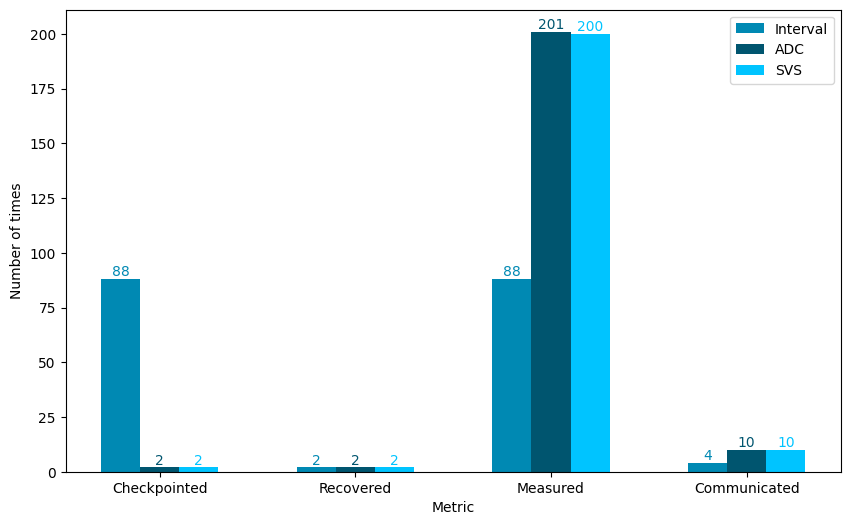 Interval
ADC
SVS
Number of times
200
175
150
125
100
75
50
25
0
88
2
2
2
2
2
88
201
200
4
10
10
Checkpointed
Recovered
Measured
Communicated
Metric